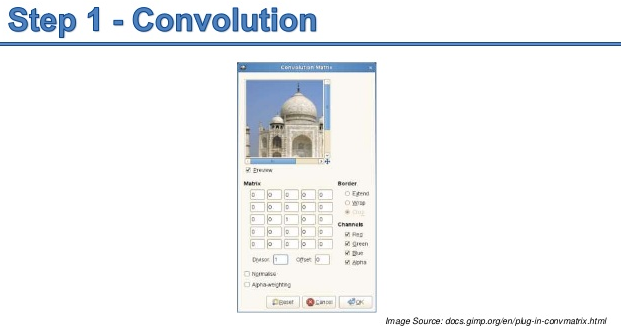 Step 1 - Convolution
Convolution Matrix
Preview
Matrix
Border
0 0 0 0 0
Extend
0 0 0 0 0
Wrap
0 0 1 0 0
Crop
0 0 0 0 0
Channels
0 0 0 0 0
Red
Green
Blue
Divisor: 1 Offset: 0
Alpha
Normalise
Alpha-weighting
Reset Cancel OK
Image Source: docs.gimp.org/en/plug-in-convmatrix.html